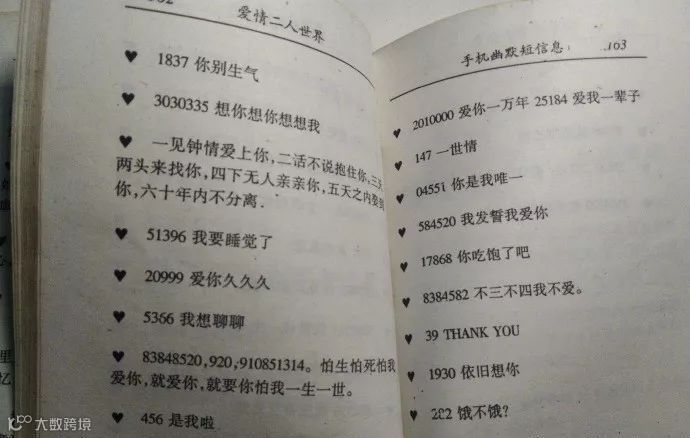 爱情二人世界
1837 你别生气
3030335 想你想你想想我
一见钟情爱上你,二话不说抱住你,三天
两头来找你,四下无人亲亲你,五天之内娶到
你,六十年内不分离.
51396 我要睡觉了
20999 爱你久久久
5366 我想聊聊
83848520,920,910851314。怕生怕死怕我
爱你,就爱你,就要你怕我一生一世。
456 是我啦
手机幽默短信息 103
2010000 爱你一万年 25184 爱我一辈子
147 一世情
04551 你是我唯一
584520 我发誓我爱你
17868 你吃饱了吧
8384582 不三不四我不爱。
39 THANK YOU
1930 依旧想你
282 饿不饿?
大数跨境